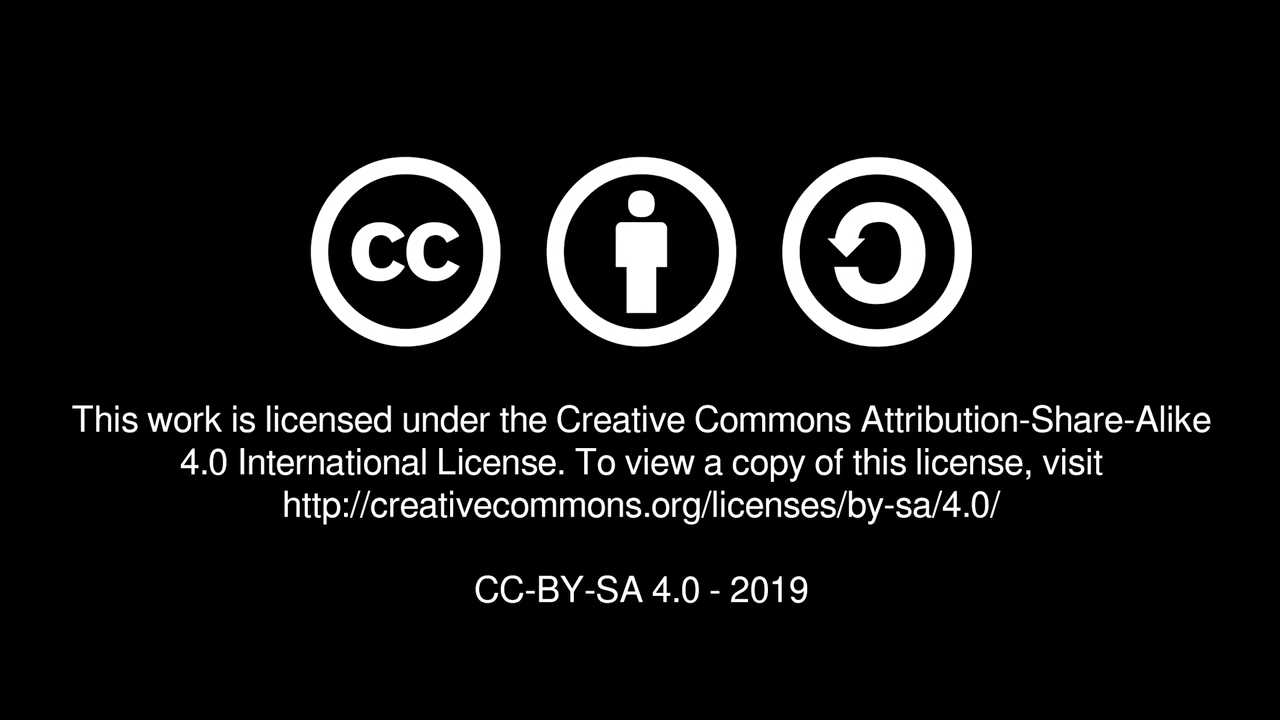 cc
This work is licensed under the Creative Commons Attribution-Share-Alike
4.0 International License. To view a copy of this license, visit
http://creativecommons.org/licenses/by-sa/4.0/
CC-BY-SA 4.0 - 2019